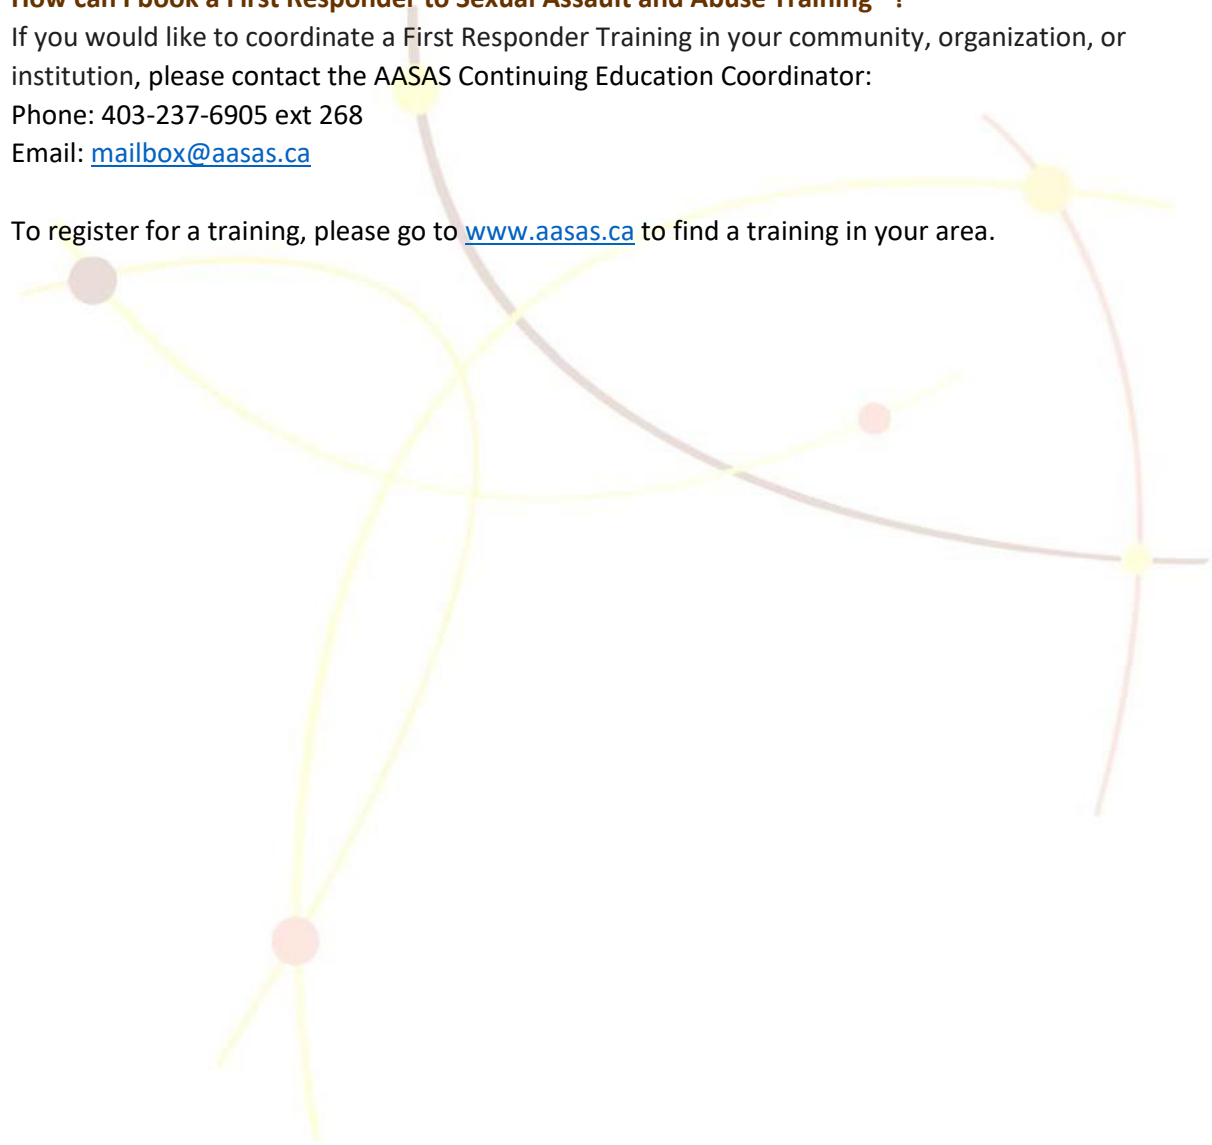 How can I book a First Responder to Sexual Assault and Abuse Training ?
If you would like to coordinate a First Responder Training in your community, organization, or
institution, please contact the AASAS Continuing Education Coordinator:
Phone: 403-237-6905 ext 268
Email: mailbox@aasas.ca
To register for a training, please go to www.aasas.ca to find a training in your area.